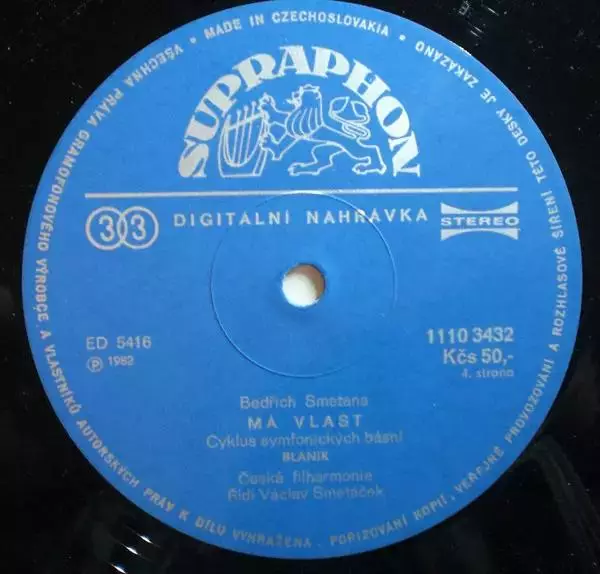 VŠECHNA PRÁVA GRAMOFONOVÉHO VÝROBCE A VLASTNÍKŮ AUTORSKÝCH PRÁV K DÍLU VYHRAŽENA. POŘIZOVÁNÍ KOPIÍ, VEŘEJNÉ PROVOZOVÁNÍ A ROZHLASOVÉ ŠÍŘENÍ TÉTO DESKY JE ZAKÁZÁNO • MADE IN CZECHOSLOVAKIA •
SUPRAPHON
33 DIGITÁLNÍ NAHRÁVKA STEREO
ED 5416
Ⓟ 1982
1110 3432
Kčs 50,-
4. strana
Bedřich Smetana
MÁ VLAST
Cyklus symfonických básní
BLANÍK
Česká filharmonie
Řídí Václav Smetáček